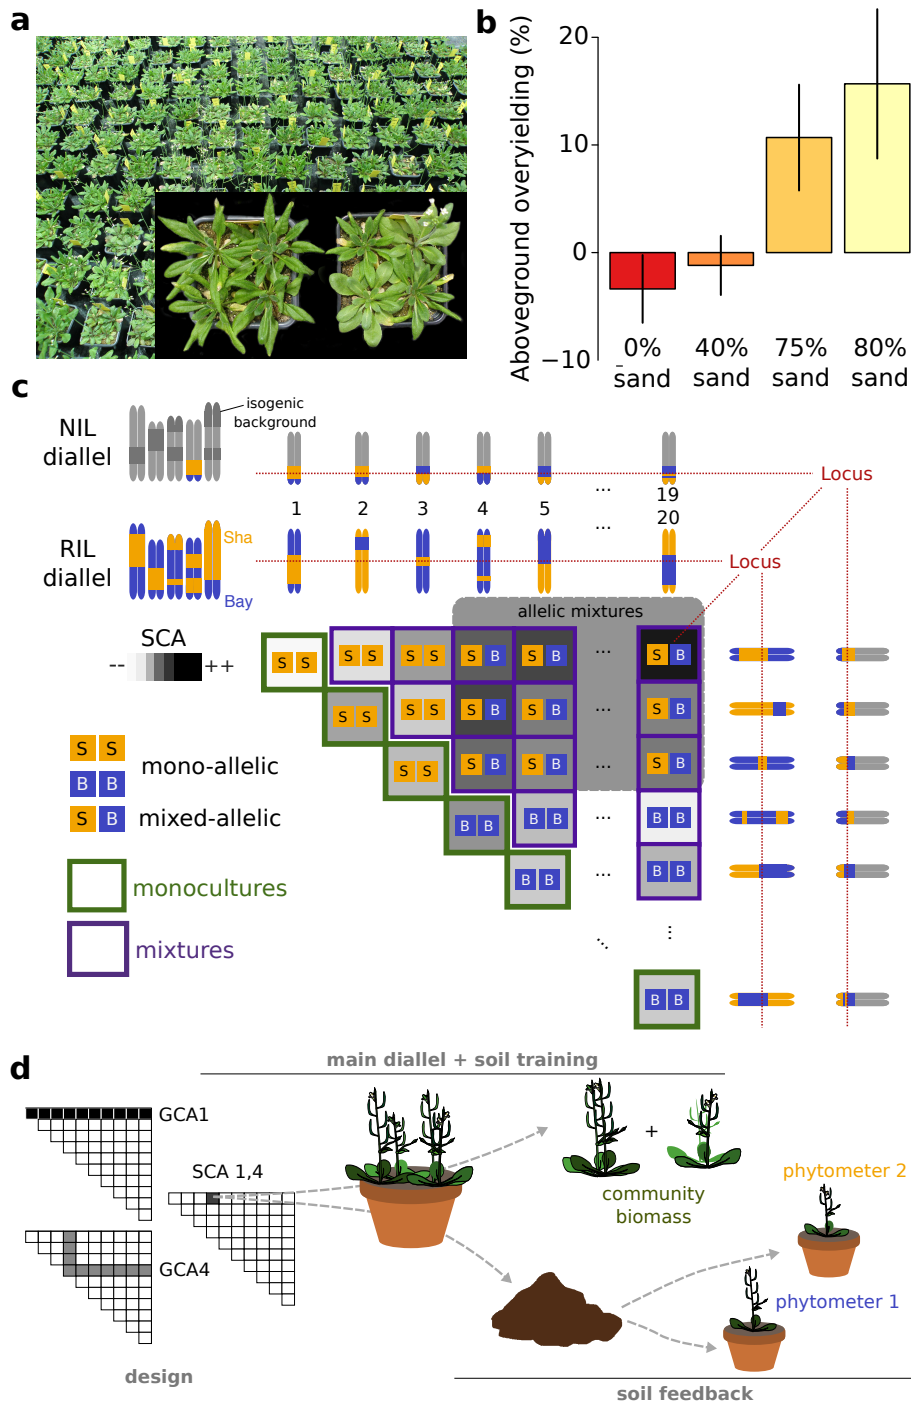 a
b
Aboveground overyielding (%)
20
10
0
−10
0%
sand
40%
sand
75%
sand
80%
sand
c
NIL
diallel
isogenic
background
1
2
3
4
5
...
19
...
20
Locus
RIL
diallel
Sha
Bay
Locus
allelic mixtures
SCA
--
++
S S
S S
S S
S B
S B
...
S B
S S
S S
S B
S B
...
S B
S S
S B
S B
...
S B
B B
B B
...
B B
B B
...
B B
...
...
B B
S S
B B
mono-allelic
S B
mixed-allelic
monocultures
mixtures
d
main diallel + soil training
GCA1
SCA 1,4
GCA4
+
community
biomass
phytometer 2
phytometer 1
design
soil feedback